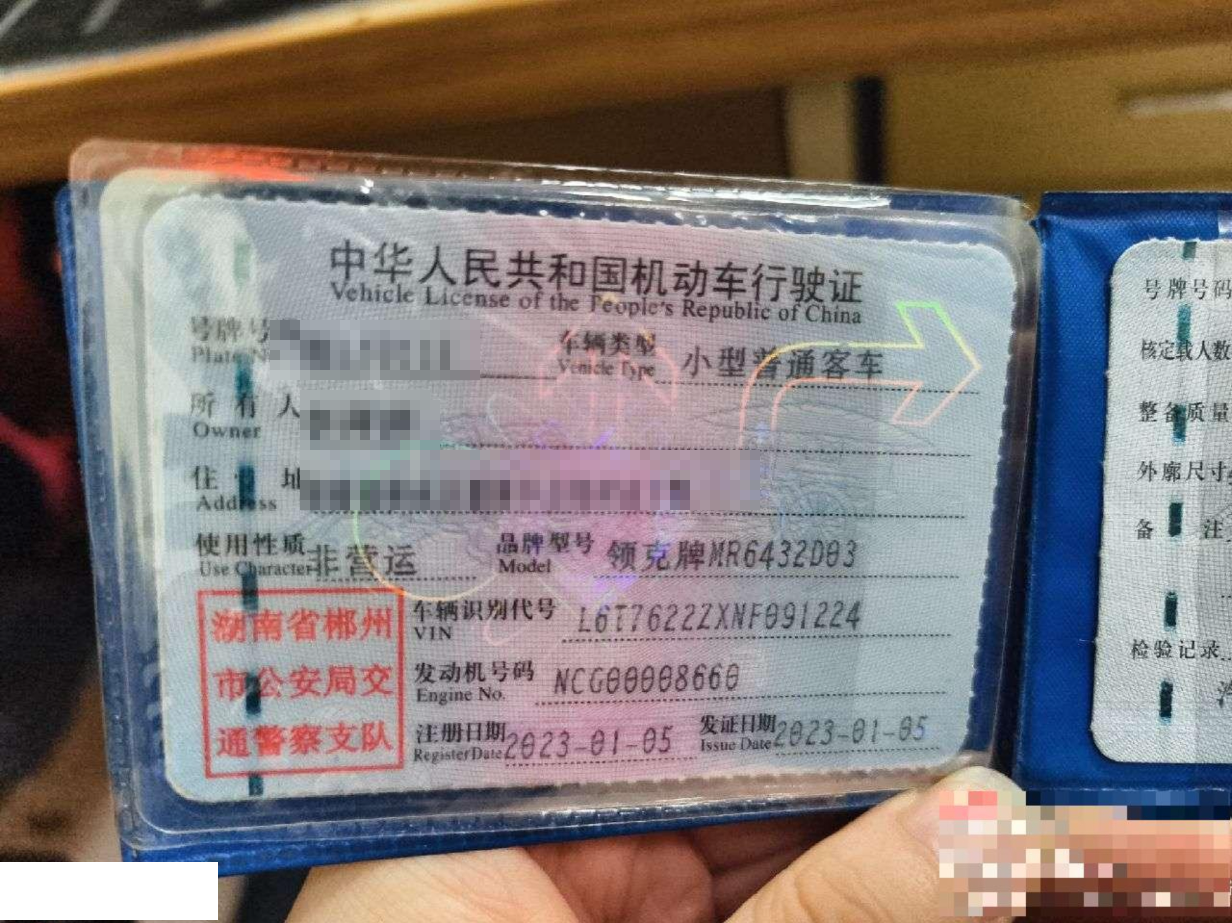 中华人民共和国机动车行驶证
Vehicle License of the People's Republic of China
号牌号 车辆类型 小型普通客车
Plate Vehicle Type
所有人
Owner
住 址
Address
使用性质 非营运 品牌型号 领克牌MR6432D03
Use Character Model
车辆识别代号 L6T7622ZXNF091224
VIN
发动机号码 NCG00008660
Engine No.
注册日期 2023-01-05 发证日期 2023-01-05
Register Date Issue Date
湖南省郴州
市公安局交
通警察支队
号牌号码
核定载人数
整备质量
外廓尺寸
备 注
检验记录